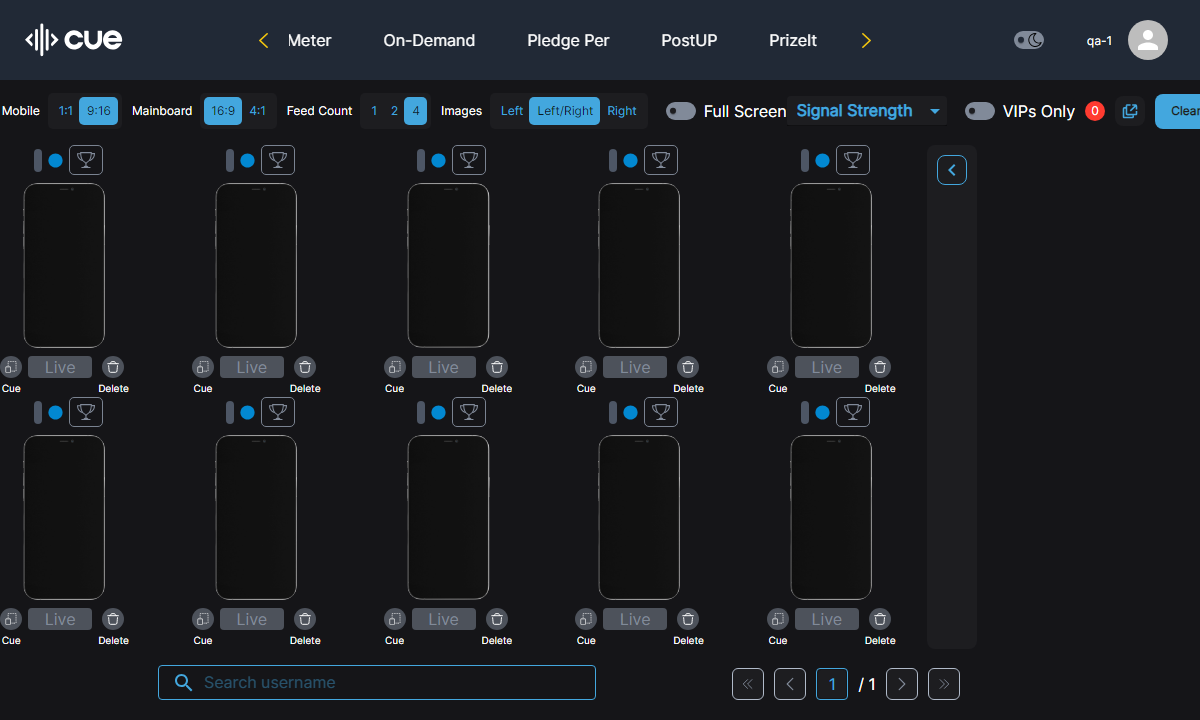 cue
Meter On-Demand Pledge Per PostUP PrizeIt
qa-1
Mobile 1:1 9:16 Mainboard 16:9 4:1 Feed Count 1 2 4 Images Left Left/Right Right Full Screen Signal Strength VIPs Only 0 Clear
Live Live Live Live Live
Cue Delete Cue Delete Cue Delete Cue Delete Cue Delete
Live Live Live Live Live
Cue Delete Cue Delete Cue Delete Cue Delete Cue Delete
Search username
1 / 1